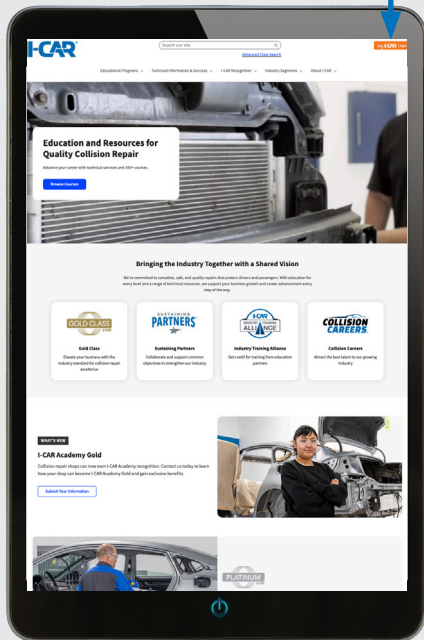 I-CAR
Search our site
Advanced Class Search
My I-CAR Login
Educational Programs
Technical Information & Services
I-CAR Recognition
Industry Segments
About I-CAR
Education and Resources for
Quality Collision Repair
Advance your career with technical services and 350+ courses.
Browse Courses
Bringing the Industry Together with a Shared Vision
We're committed to complete, safe, and quality repairs that protect drivers and passengers. With education for
every level and a range of technical resources, we support your business growth and career advancement every
step of the way.
GOLD CLASS
I-CAR
Gold Class
Elevate your business with the
industry standard for collision repair
excellence
SUSTAINING
PARTNERS
Sustaining Partners
Collaborate and support common
objectives to strengthen our industry
I-CAR
INDUSTRY TRAINING
ALLIANCE
Industry Training Alliance
Get credit for training from education
partners
COLLISION
CAREERS
Collision Careers
Attract the best talent to our growing
industry
WHAT'S NEW
I-CAR Academy Gold
Collision repair shops can now earn I-CAR Academy recognition. Contact us today to learn
how your shop can become I-CAR Academy Gold and gain exclusive benefits.
Submit Your Information
PLATINUM